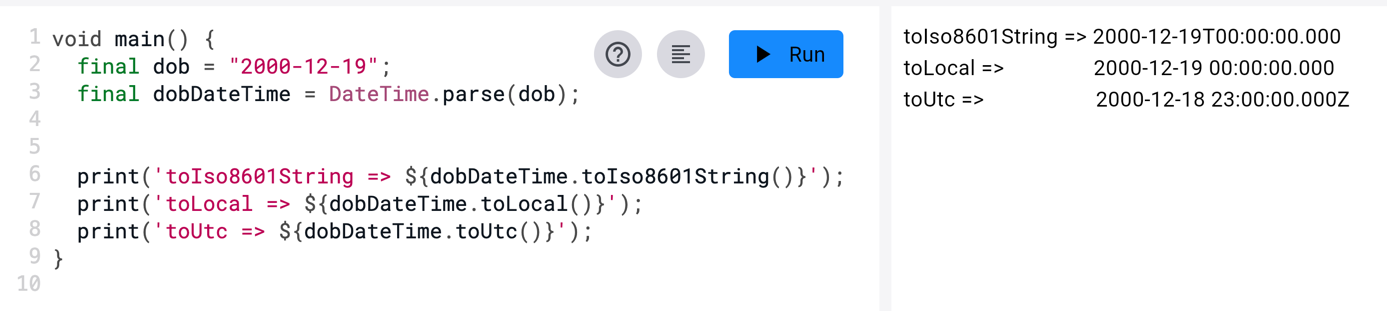 1 void main() {
2 final dob = "2000-12-19";
3 final dobDateTime = DateTime.parse(dob);
4
5
6 print('toIso8601String => ${dobDateTime.toIso8601String()}');
7 print('toLocal => ${dobDateTime.toLocal()}');
8 print('toUtc => ${dobDateTime.toUtc()}');
9 }
10
Run
toIso8601String => 2000-12-19T00:00:00.000
toLocal => 2000-12-19 00:00:00.000
toUtc => 2000-12-18 23:00:00.000Z